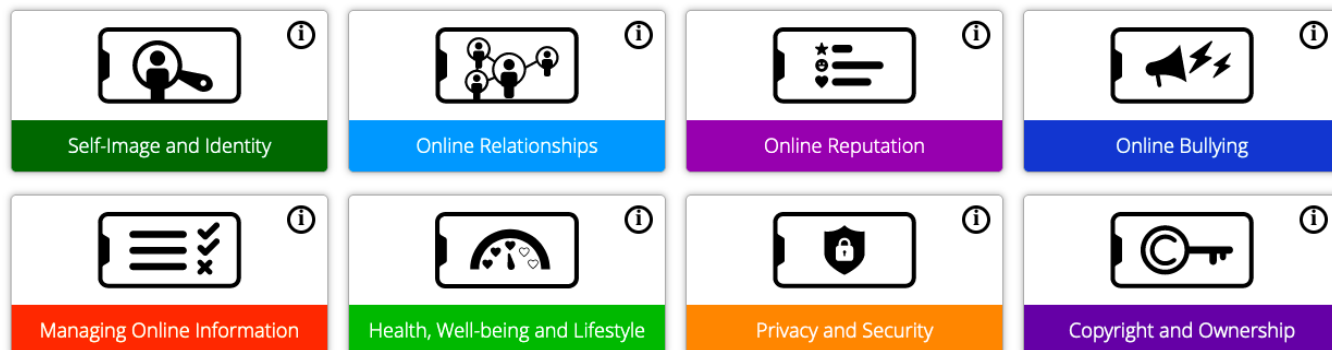 i
i
i
i
Self-Image and Identity
Online Relationships
Online Reputation
Online Bullying
i
i
i
i
C
Managing Online Information
Health, Well-being and Lifestyle
Privacy and Security
Copyright and Ownership